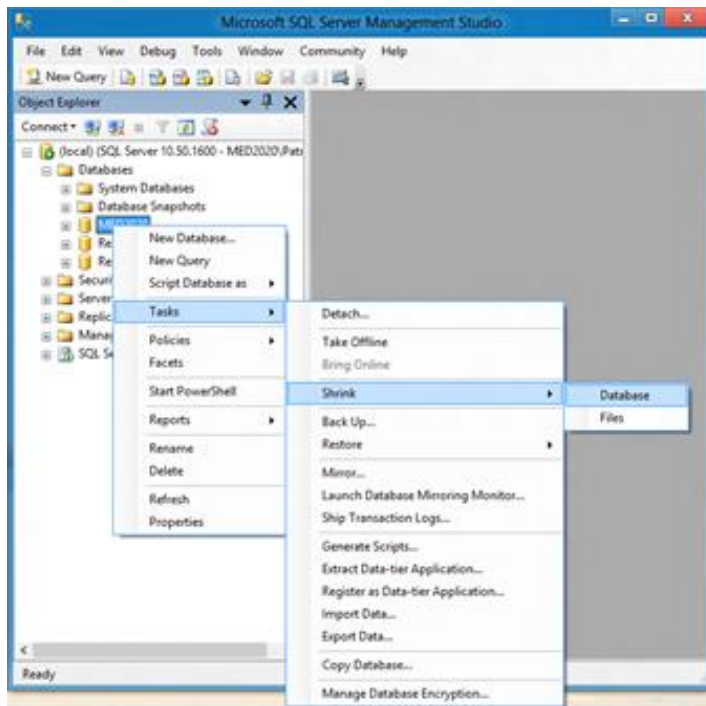 Microsoft SQL Server Management Studio
File Edit View Debug Tools Window Community Help
New Query
Object Explorer
Connect
(local) (SQL Server 10.50.1600 - MED2020\Patr
Databases
System Databases
Database Snapshots
MED2020
Re
Re
Securi
Server
Replic
Manag
SQL Se
New Database...
New Query
Script Database as
Tasks
Policies
Facets
Start PowerShell
Reports
Rename
Delete
Refresh
Properties
Detach...
Take Offline
Bring Online
Shrink
Back Up...
Restore
Mirror...
Launch Database Mirroring Monitor...
Ship Transaction Logs...
Generate Scripts...
Extract Data-tier Application...
Register as Data-tier Application...
Import Data...
Export Data...
Copy Database...
Manage Database Encryption...
Database
Files
Ready